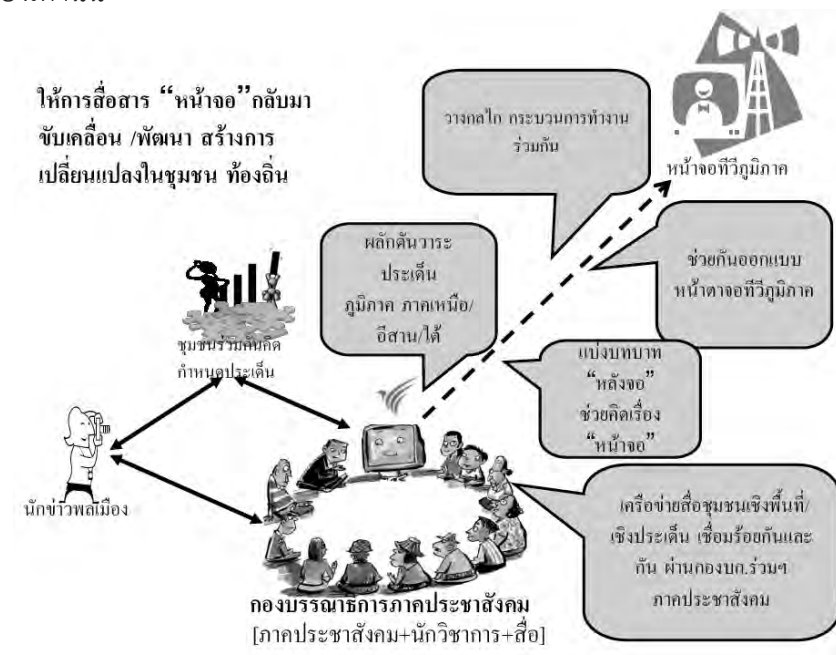 ให้การสื่อสาร “หน้าจอ”กลับมา
ขับเคลื่อน /พัฒนา สร้างการ
เปลี่ยนแปลงในชุมชน ท้องถิ่น
วางกลไก กระบวนการทำงาน
ร่วมกัน
หน้าจอทีวีภูมิภาค
ผลักดันวาระ
ประเด็น
ภูมิภาค ภาคเหนือ/
อีสาน/ใต้
ช่วยกันออกแบบ
หน้าตาจอทีวีภูมิภาค
ชุมชนร่วมค้นคิด
กำหนดประเด็น
แบ่งบทบาท
“หลังจอ”
ช่วยคิดเรื่อง
“หน้าจอ”
นักข่าวพลเมือง
เครือข่ายสื่อชุมชนเชิงพื้นที่/
เชิงประเด็น เชื่อมร้อยกันและ
กัน ผ่านกองบก.ร่วมฯ
ภาคประชาสังคม
กองบรรณาธิการภาคประชาสังคม
[ภาคประชาสังคม+นักวิชาการ+สื่อ]